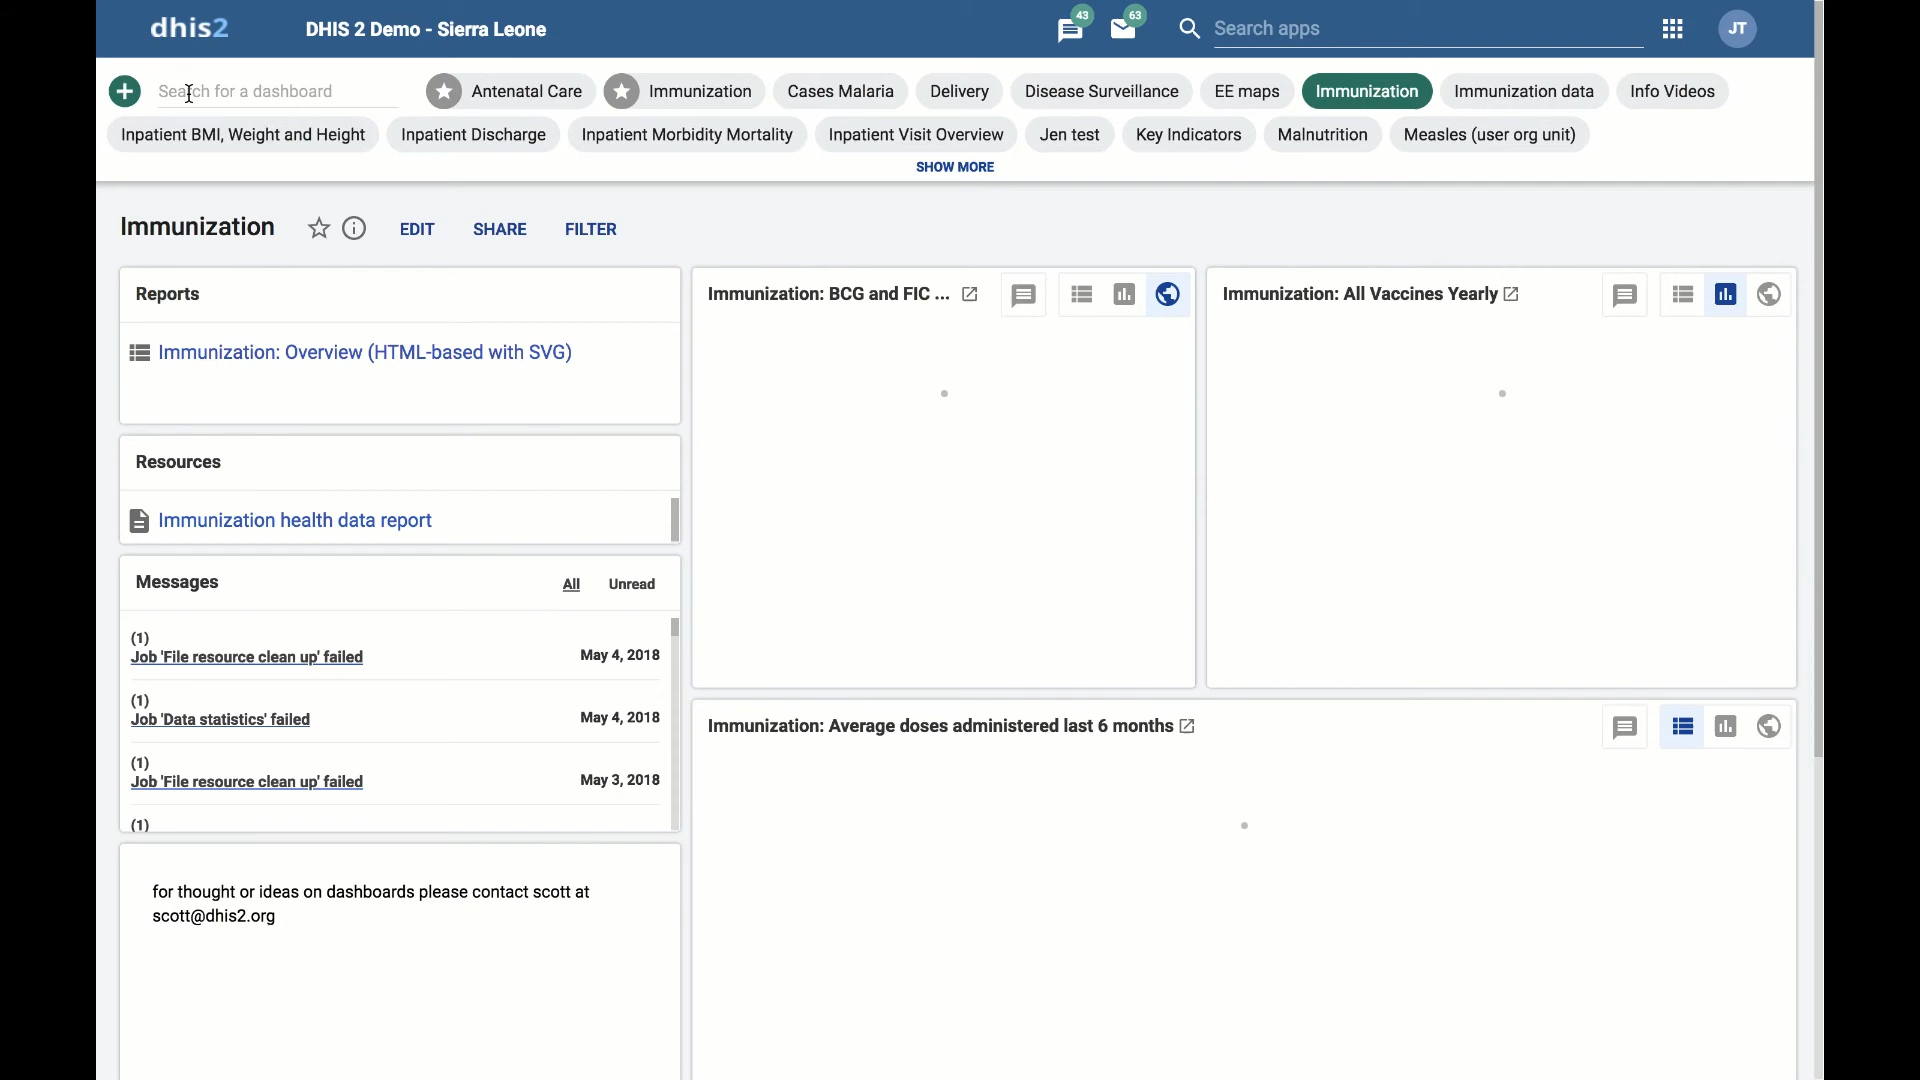 dhis2
DHIS 2 Demo - Sierra Leone
43
63
Search apps
JT
Search for a dashboard
Antenatal Care
Immunization
Cases Malaria
Delivery
Disease Surveillance
EE maps
Immunization
Immunization data
Info Videos
Inpatient BMI, Weight and Height
Inpatient Discharge
Inpatient Morbidity Mortality
Inpatient Visit Overview
Jen test
Key Indicators
Malnutrition
Measles (user org unit)
SHOW MORE
Immunization
EDIT
SHARE
FILTER
Reports
Immunization: Overview (HTML-based with SVG)
Resources
Immunization health data report
Messages
All
Unread
(1)
Job 'File resource clean up' failed
May 4, 2018
(1)
Job 'Data statistics' failed
May 4, 2018
(1)
Job 'File resource clean up' failed
May 3, 2018
(1)
for thought or ideas on dashboards please contact scott at
scott@dhis2.org
Immunization: BCG and FIC ...
Immunization: All Vaccines Yearly
Immunization: Average doses administered last 6 months